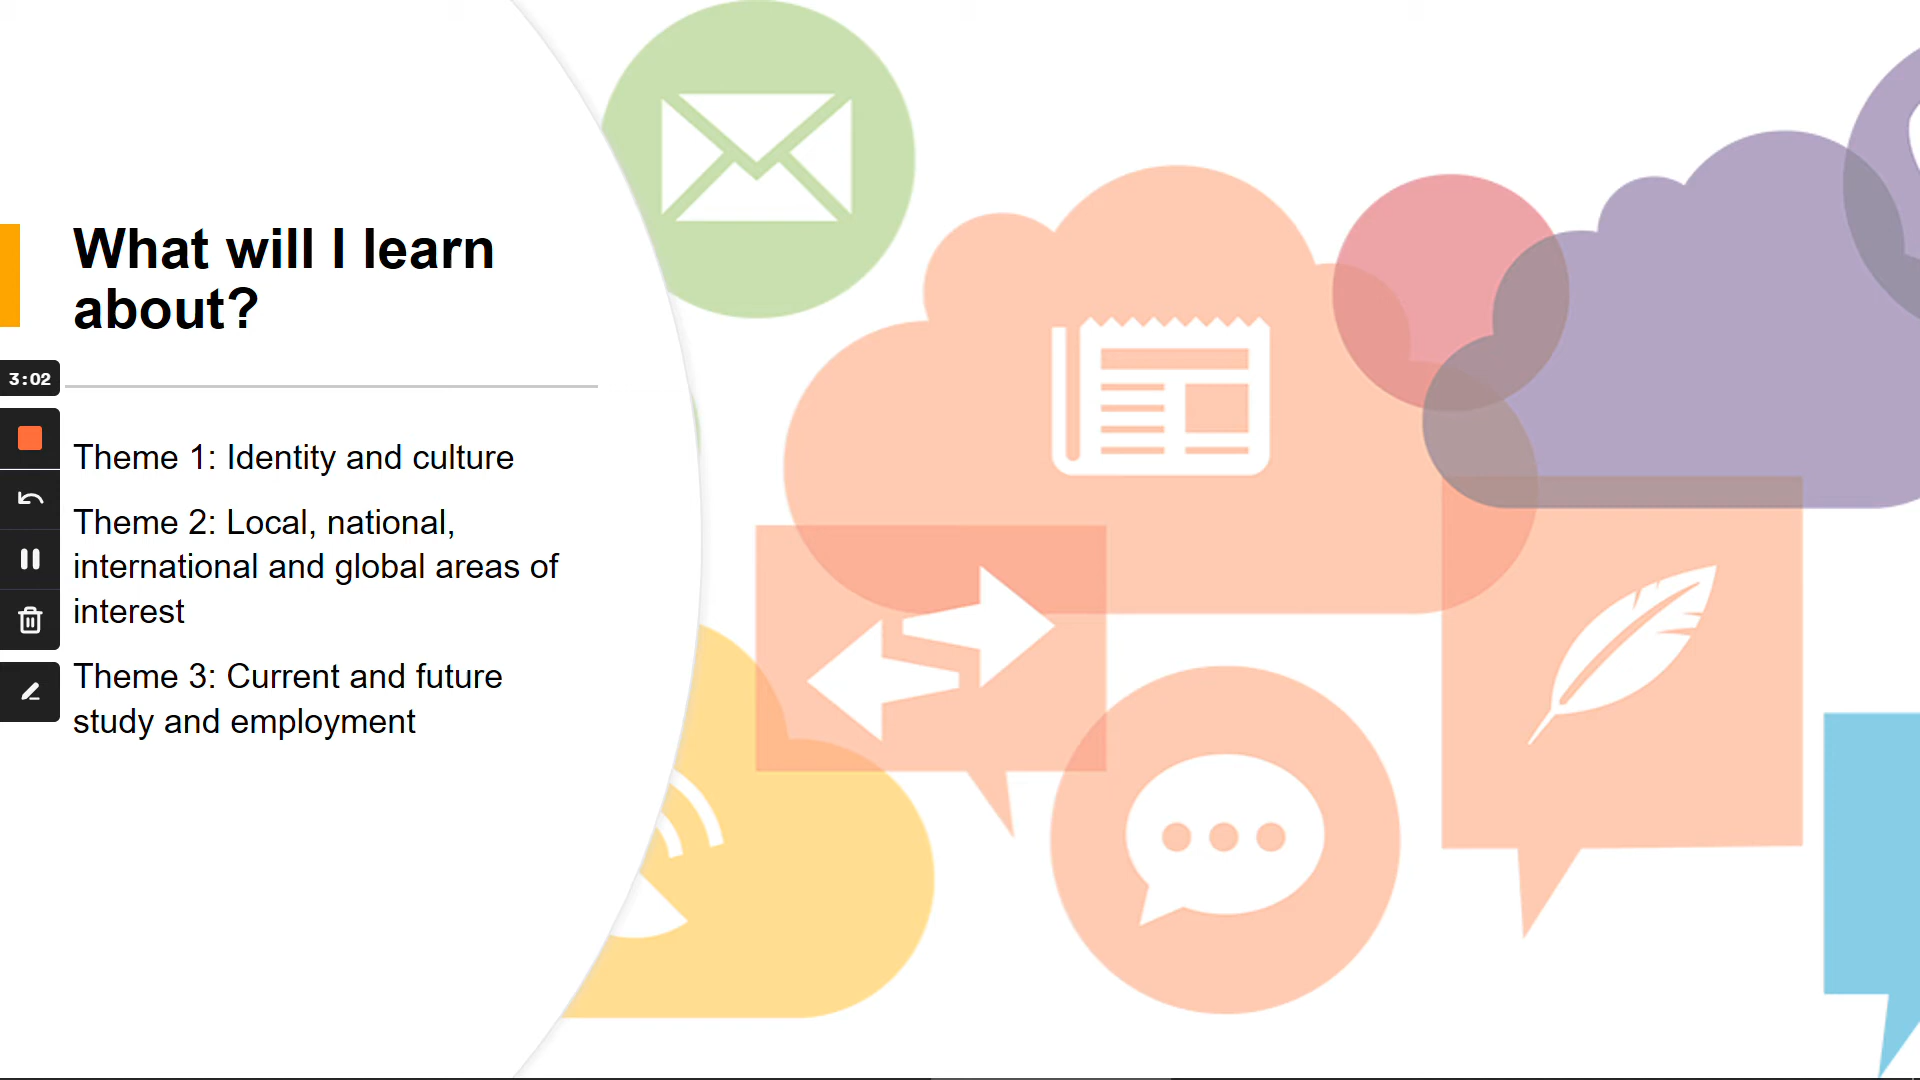 What will I learn
about?
3:02
Theme 1: Identity and culture
Theme 2: Local, national,
international and global areas of
interest
Theme 3: Current and future
study and employment